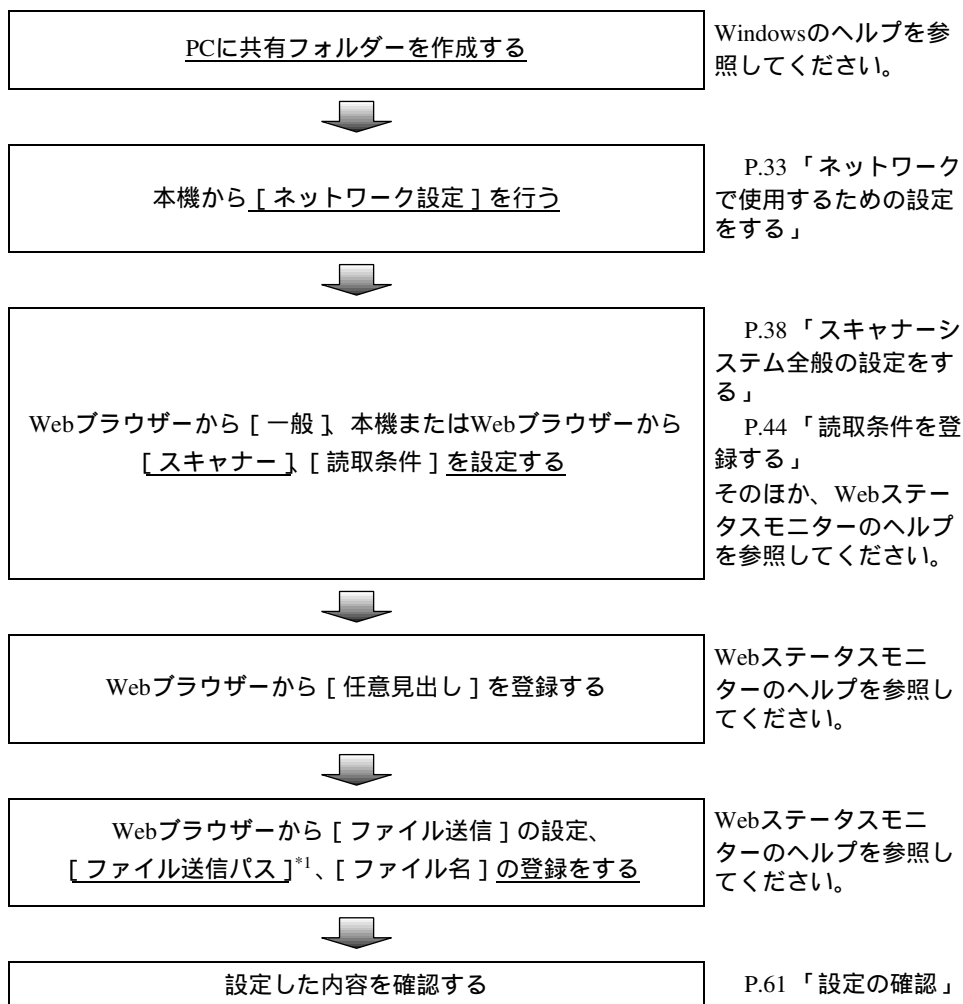 PCに共有フォルダーを作成する
Windowsのヘルプを参
照してください。
本機から［ネットワーク設定］を行う
P.33 「ネットワーク
で使用するための設定
をする」
Webブラウザーから［一般］、本機またはWebブラウザーから
［スキャナー］、［読取条件］を設定する
P.38 「スキャナーシ
ステム全般の設定をす
る」
P.44 「読取条件を登
録する」
そのほか、Webステー
タスモニターのヘルプ
を参照してください。
Webブラウザーから［任意見出し］を登録する
Webステータスモニ
ターのヘルプを参照し
てください。
Webブラウザーから［ファイル送信］の設定、
［ファイル送信パス］*1、［ファイル名］の登録をする
Webステータスモニ
ターのヘルプを参照し
てください。
設定した内容を確認する
P.61 「設定の確認」